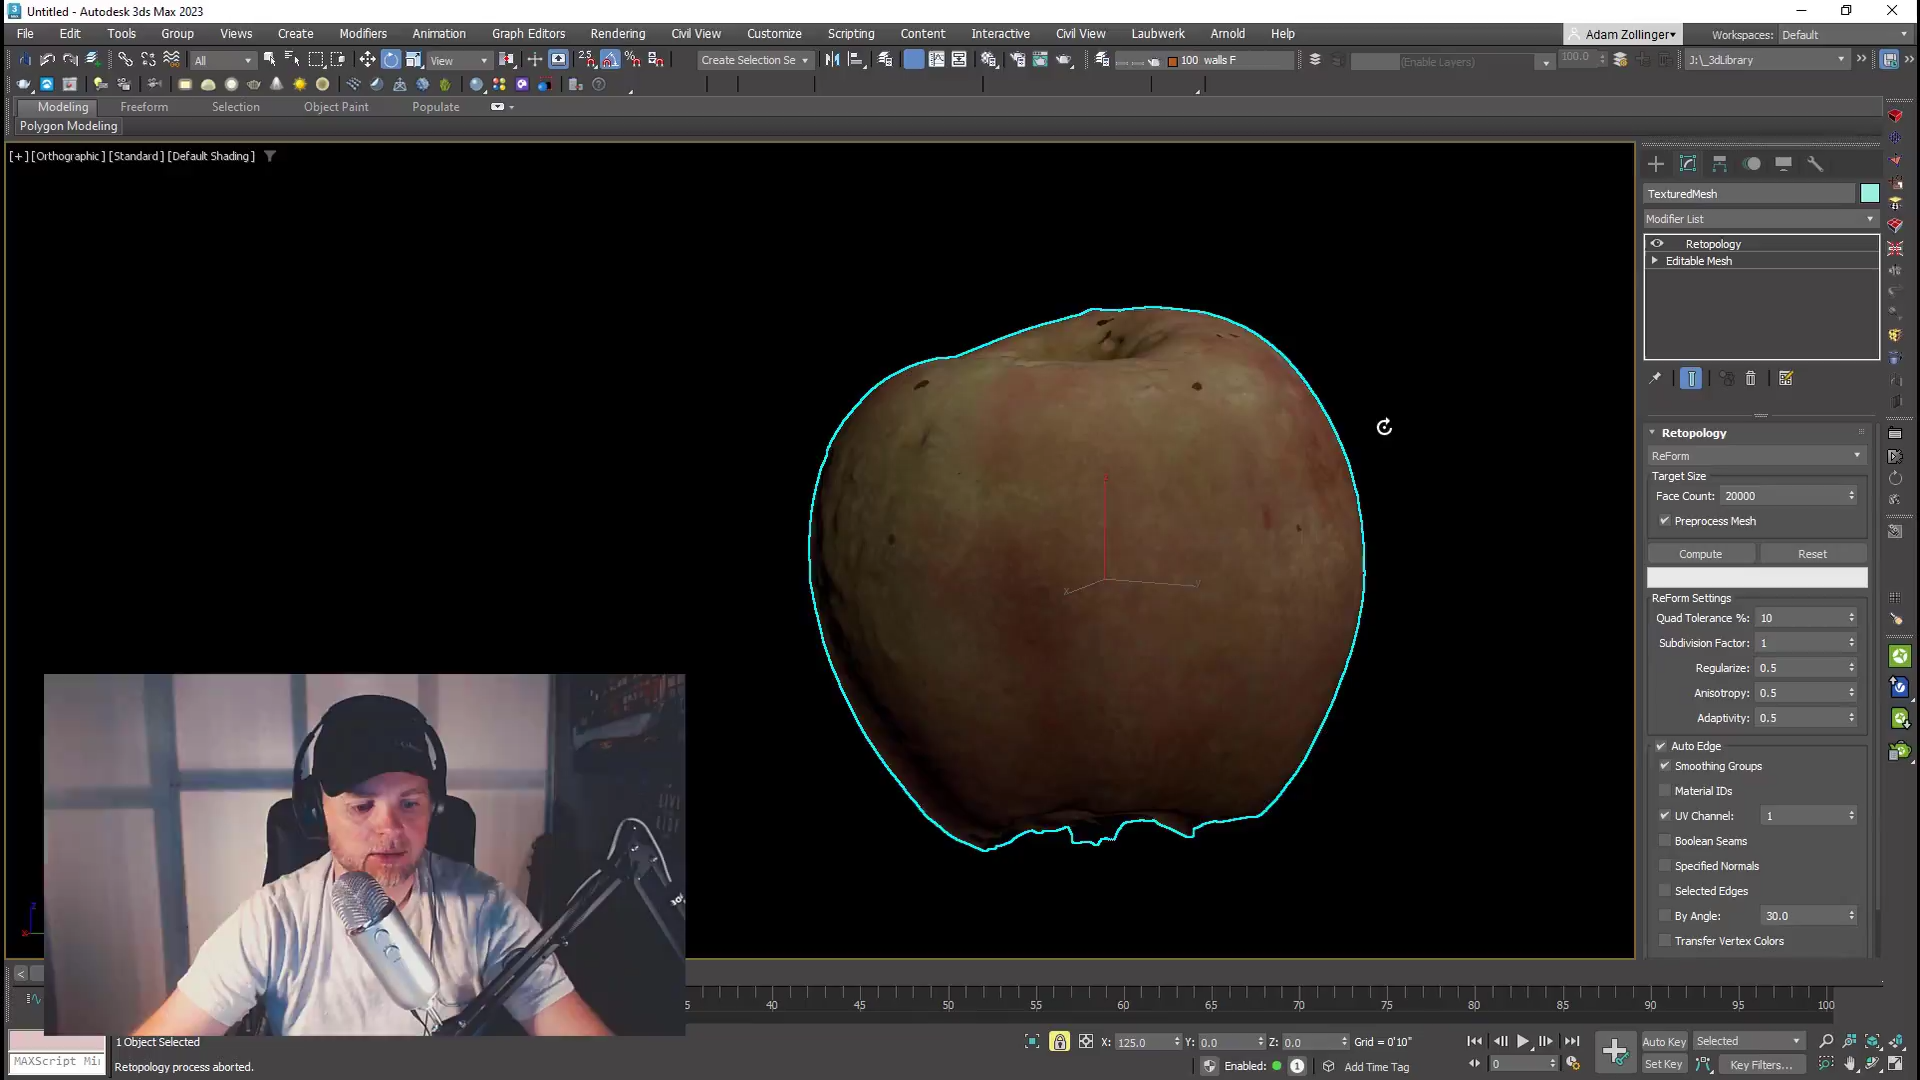 Untitled - Autodesk 3ds Max 2023
File Edit Tools Group Views Create Modifiers Animation Graph Editors Rendering Civil View Customize Scripting Content Interactive Civil View Laubwerk Arnold Help
Adam Zollinger
Workspaces: Default
All
View
Create Selection Se
100 walls F
(Enable Layers)
100.0
J:\_3dLibrary
Modeling Freeform Selection Object Paint Populate
Polygon Modeling
[+] [Orthographic] [Standard] [Default Shading]
TexturedMesh
Modifier List
Retopology
Editable Mesh
Retopology
ReForm
Target Size
Face Count: 20000
Preprocess Mesh
Compute Reset
ReForm Settings
Quad Tolerance %: 10
Subdivision Factor: 1
Regularize: 0.5
Anisotropy: 0.5
Adaptivity: 0.5
Auto Edge
Smoothing Groups
Material IDs
UV Channel: 1
Boolean Seams
Specified Normals
Selected Edges
By Angle: 30.0
Transfer Vertex Colors
40 45 50 55 60 65 70 75 80 85 90 95 100
1 Object Selected
X: 125.0 Y: 0.0 Z: 0.0 Grid = 0'10"
Auto Key Selected
MAXScript Mi
Retopology process aborted.
Enabled: 1 Add Time Tag
0
Set Key Key Filters...